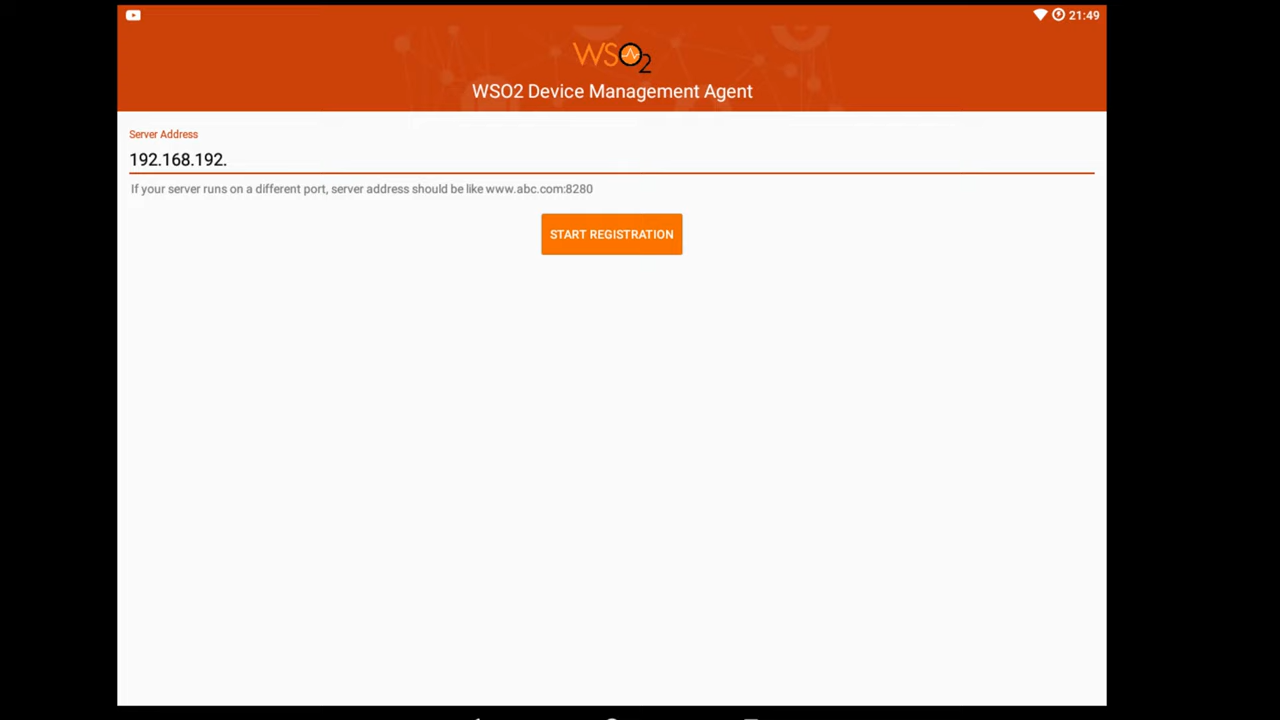 21:49
WSO2
WSO2 Device Management Agent
Server Address
192.168.192.
If your server runs on a different port, server address should be like www.abc.com:8280
START REGISTRATION